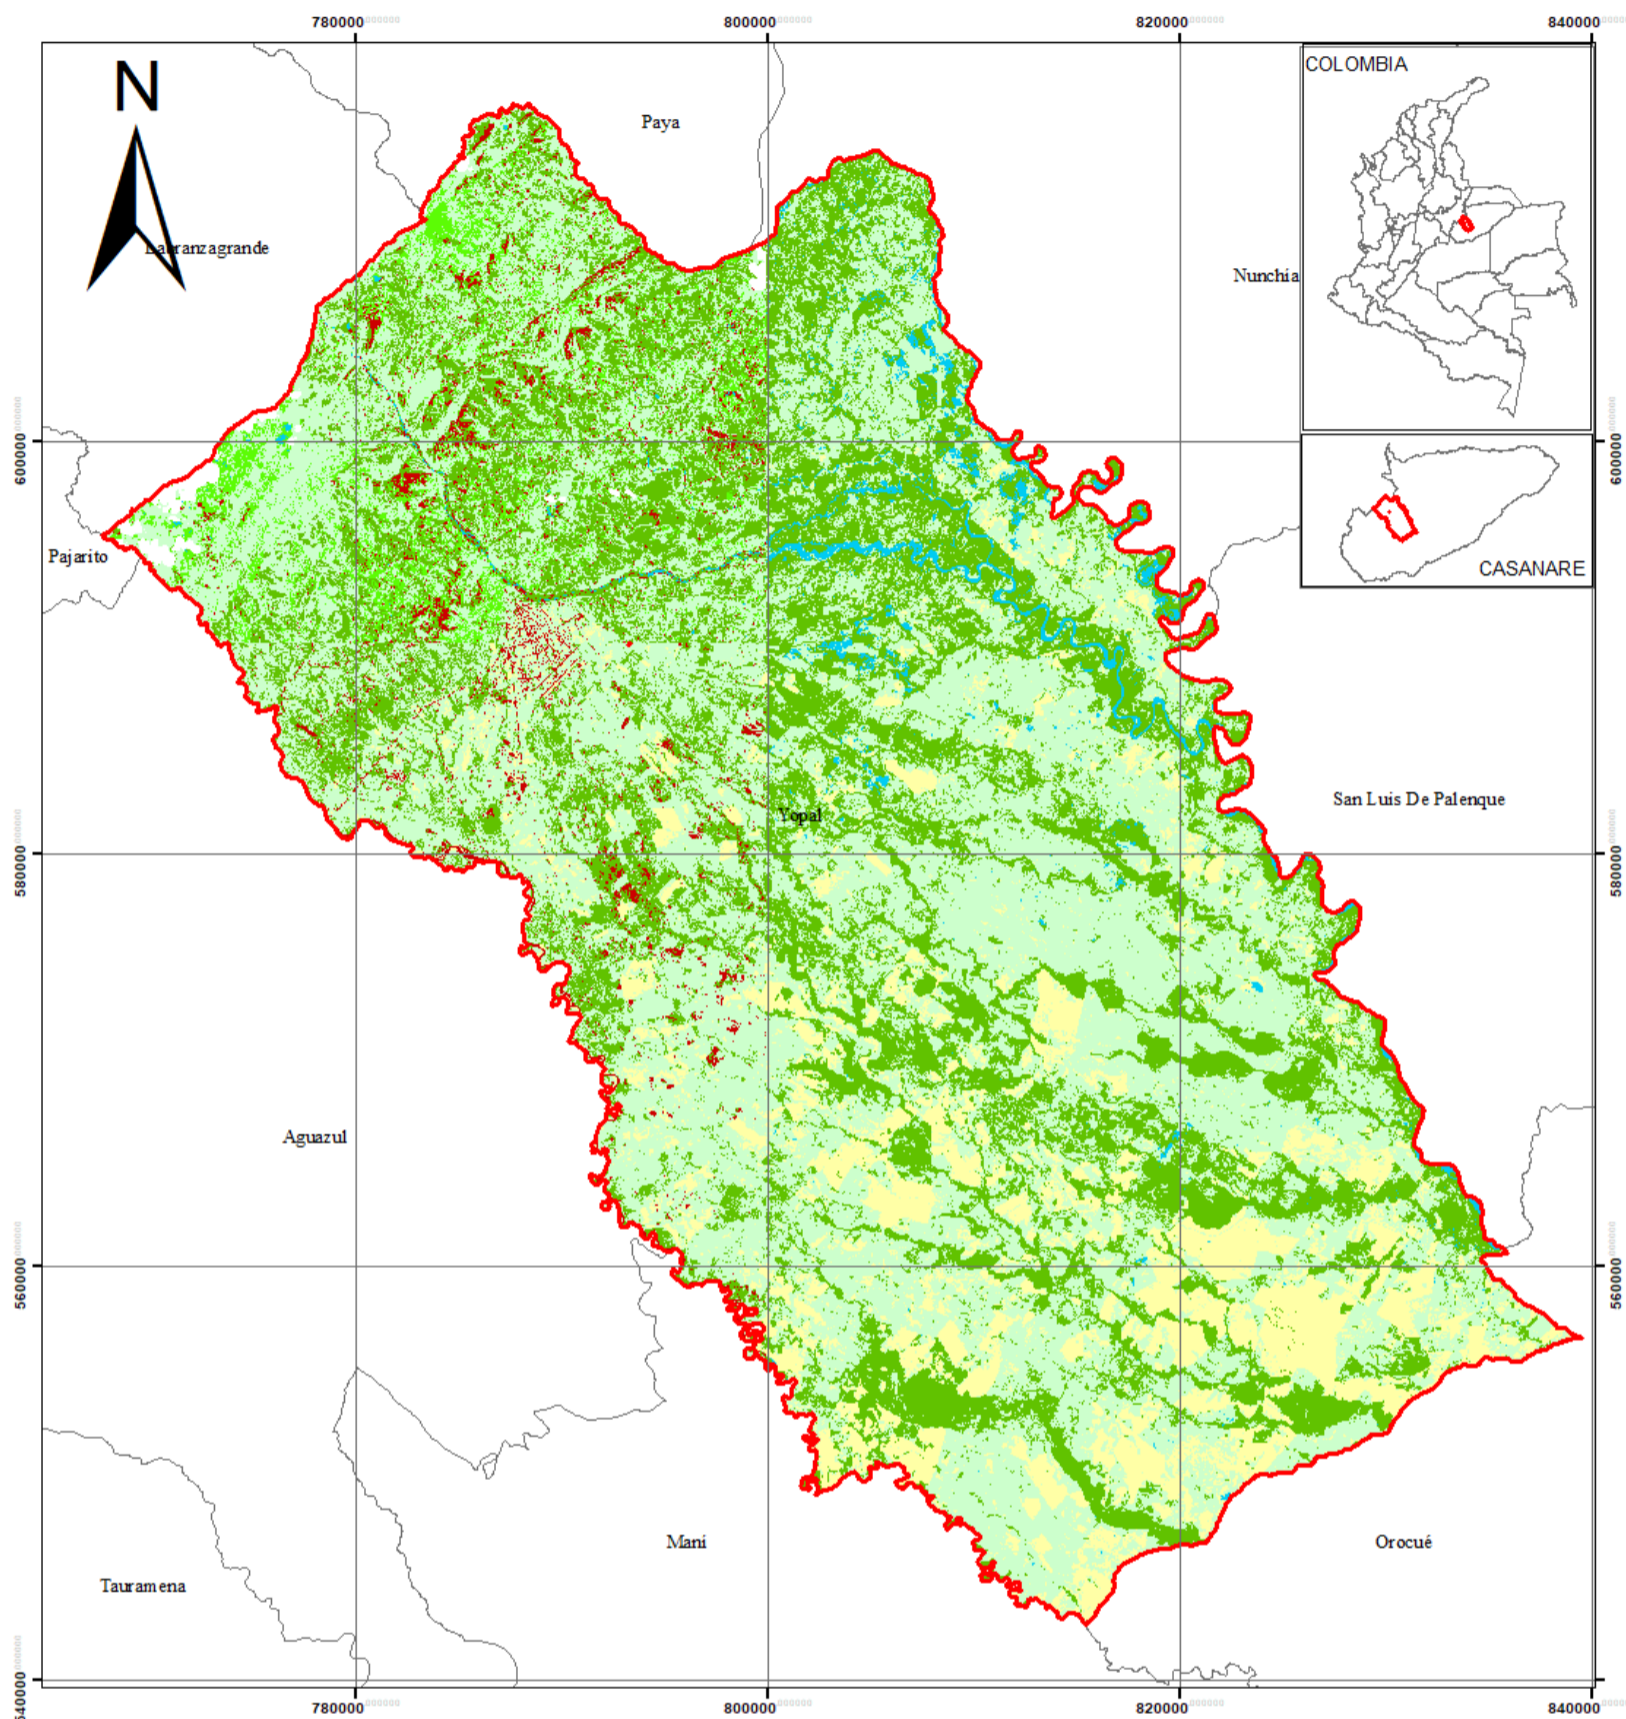 780000 800000 820000 840000
N
COLOMBIA
Paya
Labranzagrande
Nunchía
600000 600000
Pajarito
CASANARE
San Luis De Palenque
Yopal
580000 580000
Aguazul
560000 560000
Maní
Orocué
Tauramena
540000
780000 800000 820000 840000